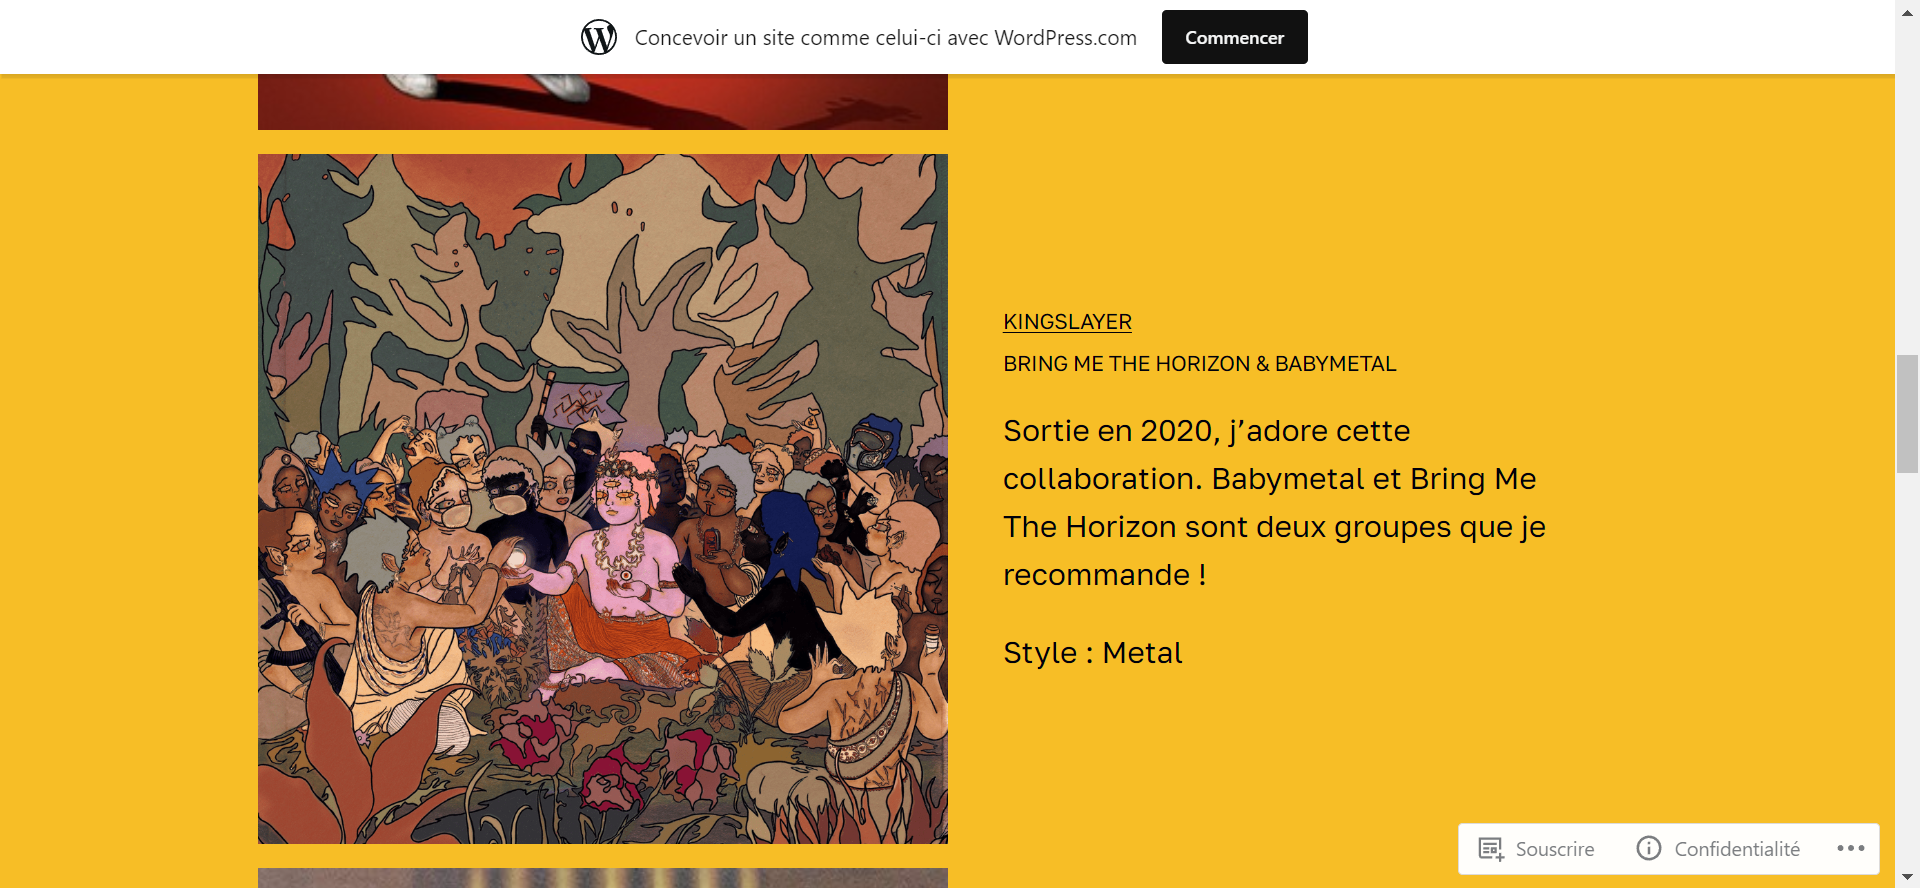 Concevoir un site comme celui-ci avec WordPress.com
Commencer
KINGSLAYER
BRING ME THE HORIZON & BABYMETAL
Sortie en 2020, j’adore cette
collaboration. Babymetal et Bring Me
The Horizon sont deux groupes que je
recommande !
Style : Metal
Souscrire
Confidentialité